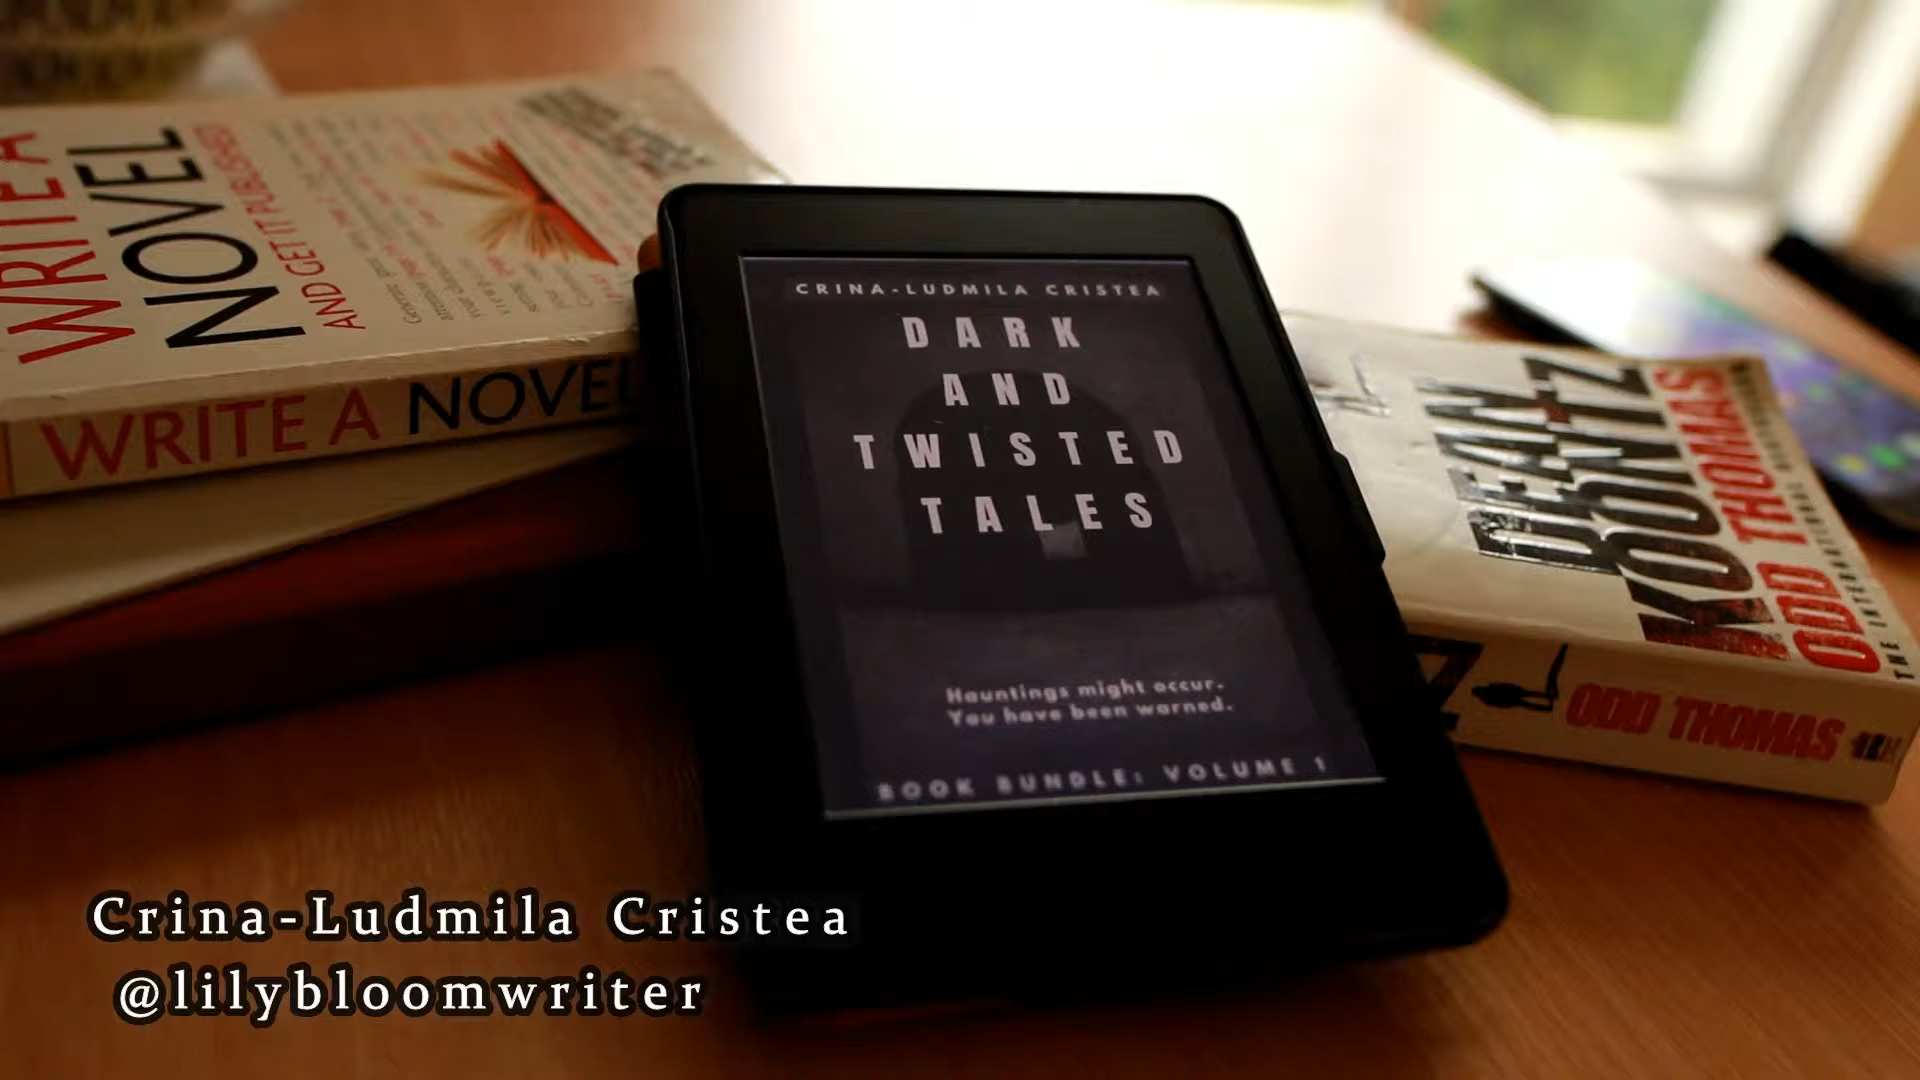 WRITE A
NOVEL
AND GET IT PUBLISHED
WRITE A NOVEL
CRINA-LUDMILA CRISTEA
DARK
AND
TWISTED
TALES
Hauntings might occur.
You have been warned.
BOOK BUNDLE: VOLUME 1
DEAN
KOONTZ
ODD THOMAS
THE INTERNATIONAL BESTSELLER
ODD THOMAS
Crina-Ludmila Cristea
@lilybloomwriter